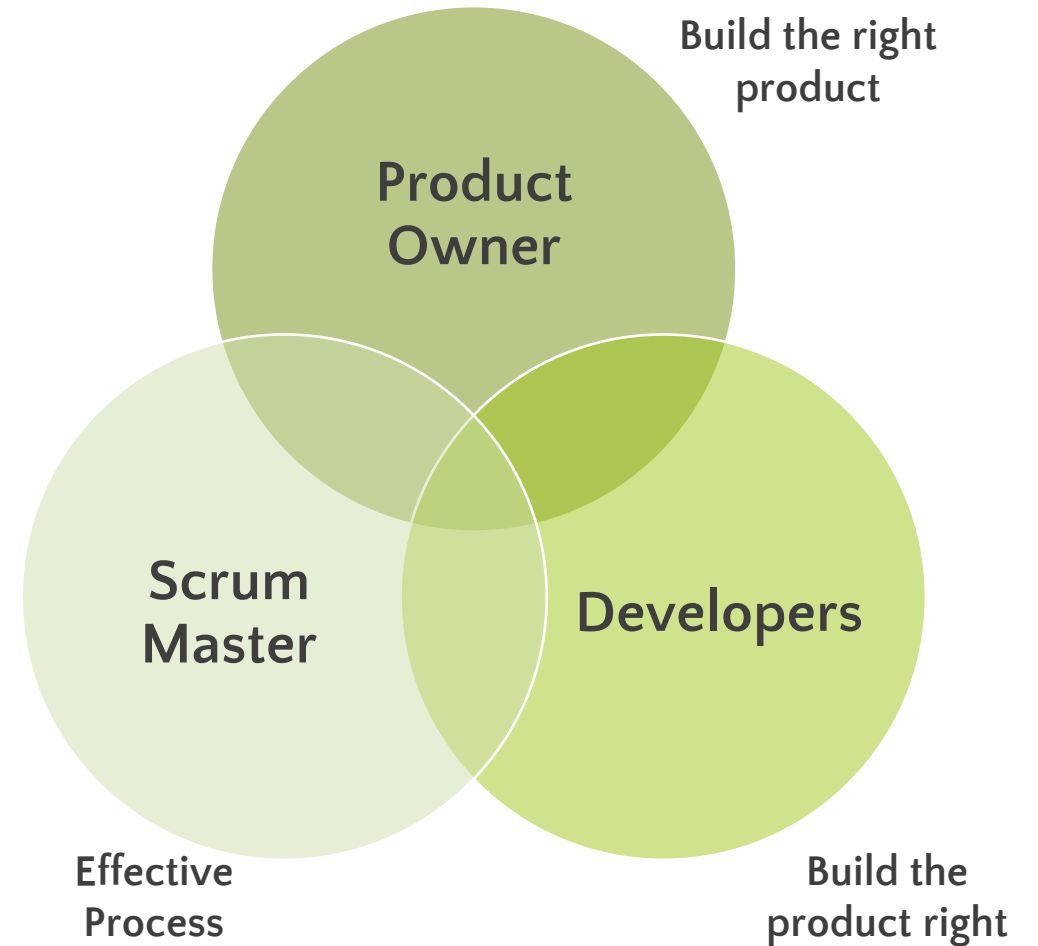 Build the right
product
Product
Owner
Scrum
Master
Developers
Effective
Process
Build the
product right